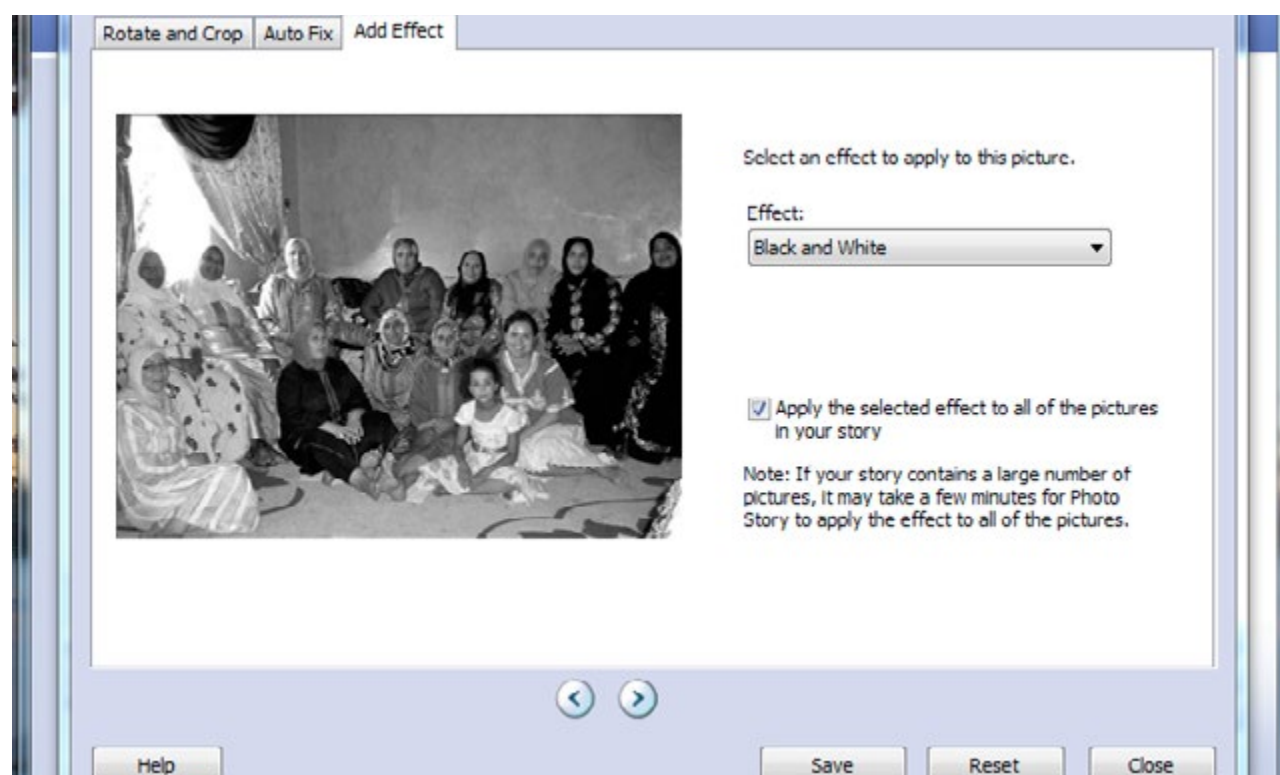 Rotate and Crop
Auto Fix
Add Effect
Select an effect to apply to this picture.
Effect:
Black and White
Apply the selected effect to all of the pictures
in your story
Note: If your story contains a large number of
pictures, it may take a few minutes for Photo
Story to apply the effect to all of the pictures.
Help
Save
Reset
Close